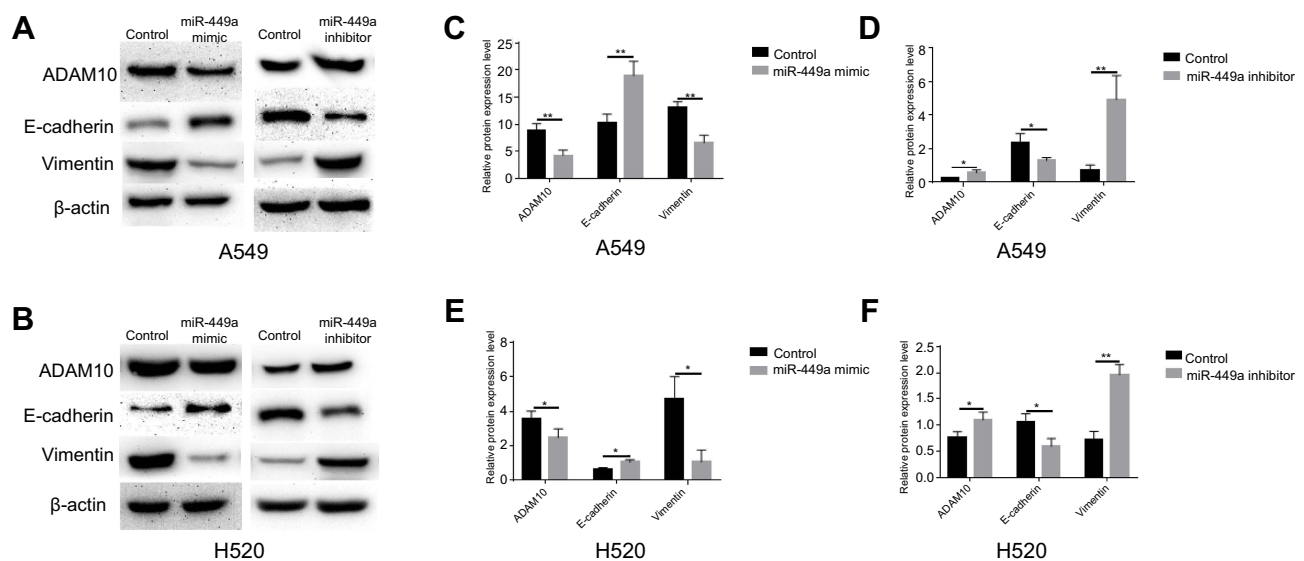 A
Control
miR-449a
mimic
Control
miR-449a
inhibitor
ADAM10
E-cadherin
Vimentin
β-actin
A549
C
Relative protein expression level
25
20
15
10
5
0
**
**
**
ADAM10
E-cadherin
Vimentin
Control
miR-449a mimic
A549
D
Relative protein expression level
8
6
4
2
0
*
*
**
ADAM10
E-cadherin
Vimentin
Control
miR-449a inhibitor
A549
B
Control
miR-449a
mimic
Control
miR-449a
inhibitor
ADAM10
E-cadherin
Vimentin
β-actin
H520
E
Relative protein expression level
8
6
4
2
0
*
*
*
ADAM10
E-cadherin
Vimentin
Control
miR-449a mimic
H520
F
Relative protein expression level
2.5
2.0
1.5
1.0
0.5
0.0
*
*
**
ADAM10
E-cadherin
Vimentin
Control
miR-449a inhibitor
H520